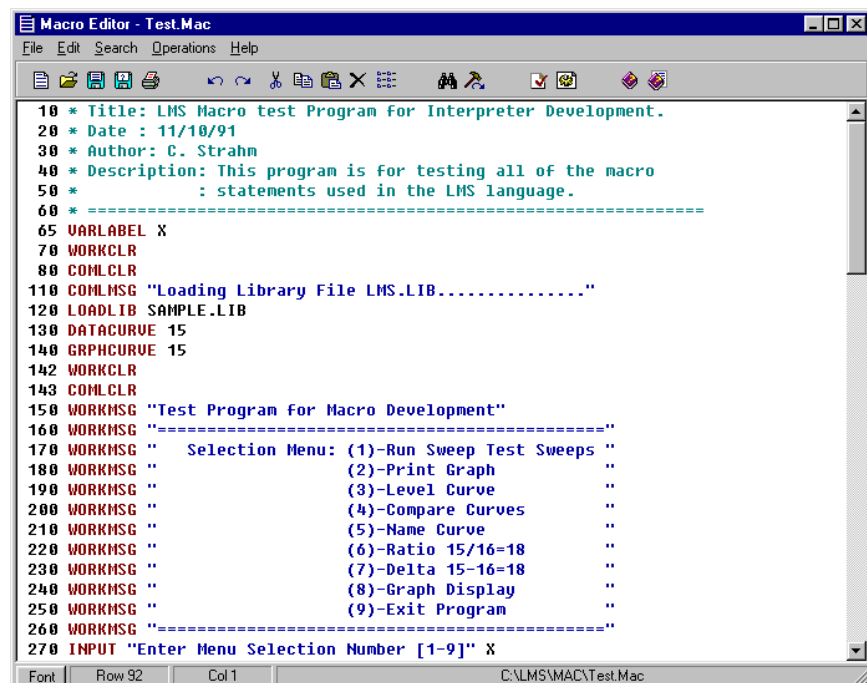 Macro Editor - Test.Mac
File Edit Search Operations Help
10 * Title: LMS Macro test Program for Interpreter Development.
20 * Date : 11/10/91
30 * Author: C. Strahm
40 * Description: This program is for testing all of the macro
50 *             : statements used in the LMS language.
60 * ==============================================================
65 VARLABEL X
70 WORKCLR
80 COMLCLR
110 COMLMSG "Loading Library File LMS.LIB..............."
120 LOADLIB SAMPLE.LIB
130 DATACURVE 15
140 GRPHCURVE 15
142 WORKCLR
143 COMLCLR
150 WORKMSG "Test Program for Macro Development"
160 WORKMSG "============================================="
170 WORKMSG "   Selection Menu: (1)-Run Sweep Test Sweeps "
180 WORKMSG "                   (2)-Print Graph           "
190 WORKMSG "                   (3)-Level Curve           "
200 WORKMSG "                   (4)-Compare Curves        "
210 WORKMSG "                   (5)-Name Curve            "
220 WORKMSG "                   (6)-Ratio 15/16=18        "
230 WORKMSG "                   (7)-Delta 15-16=18        "
240 WORKMSG "                   (8)-Graph Display         "
250 WORKMSG "                   (9)-Exit Program          "
260 WORKMSG "============================================="
270 INPUT "Enter Menu Selection Number [1-9]" X
Font Row 92 Col 1 C:\LMS\MAC\Test.Mac